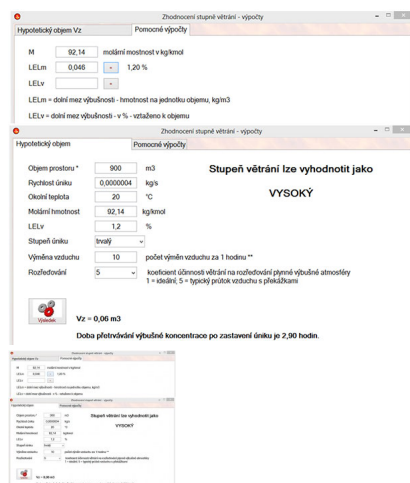 Zhodnocení stupně větrání - výpočty
Hypotetický objem Vz Pomocné výpočty
M 92,14 molární mostnost v kg/kmol
LELm 0,046 - 1,20 %
LELv -
LELm = dolní mez výbušnosti - hmotnost na jednotku objemu, kg/m3
LELv = dolní mez výbušnosti - v % - vztaženo k objemu
Zhodnocení stupně větrání - výpočty
Hypotetický objem Pomocné výpočty
Objem prostoru * 900 m3 Stupeň větrání lze vyhodnotit jako
Rychlost úniku 0,0000004 kg/s
VYSOKÝ
Okolní teplota 20 °C
Molární hmotnost 92,14 kg/kmol
LELv 1,2 %
Stupeň úniku trvalý
Výměna vzduchu 10 počet výměn vzduchu za 1 hodinu **
Rozřeďování 5 koeficient účinnosti větrání na rozřeďování plynné výbušné atmosféry
1 = ideální; 5 = typický průtok vzduchu s překážkami
Výsledek Vz = 0,06 m3
Doba přetrvávání výbušné koncentrace po zastavení úniku je 2,90 hodin.